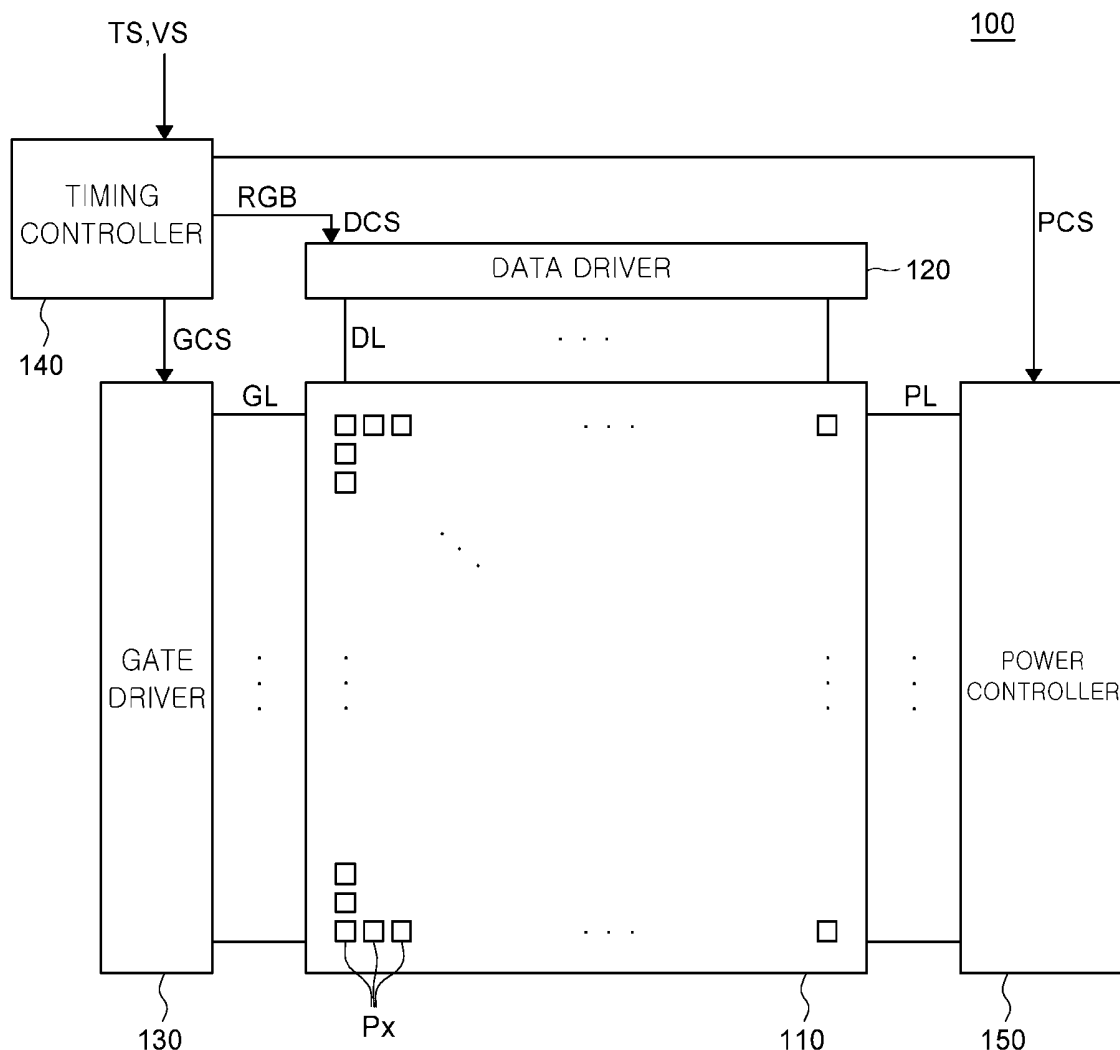 TS,VS
100
TIMING
CONTROLLER
RGB
DCS
PCS
DATA DRIVER
120
140
GCS
DL
GL
PL
GATE
DRIVER
POWER
CONTROLLER
130
Px
110
150